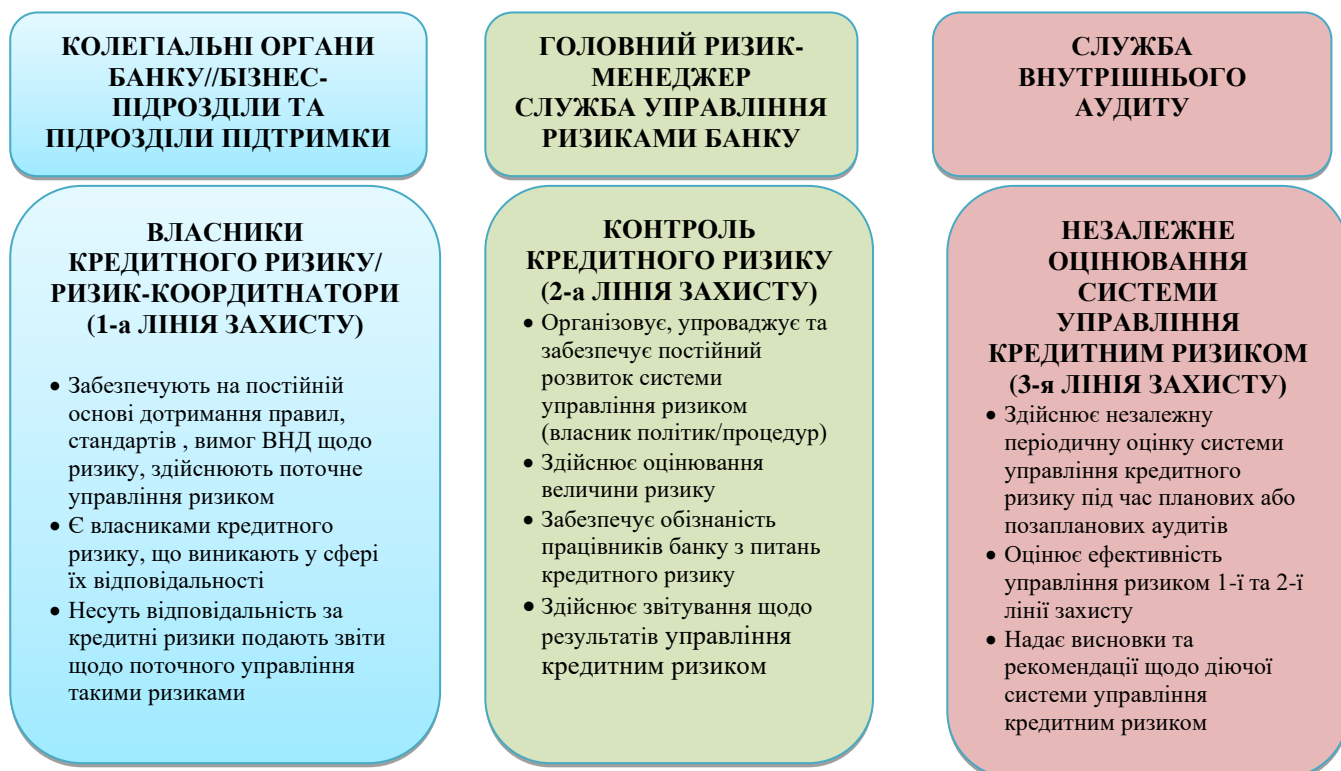 КОЛЕГІАЛЬНІ ОРГАНИ
БАНКУ//БІЗНЕС-
ПІДРОЗДІЛИ ТА
ПІДРОЗДІЛИ ПІДТРИМКИ
ГОЛОВНИЙ РИЗИК-
МЕНЕДЖЕР
СЛУЖБА УПРАВЛІННЯ
РИЗИКАМИ БАНКУ
СЛУЖБА
ВНУТРІШНЬОГО
АУДИТУ
ВЛАСНИКИ
КРЕДИТНОГО РИЗИКУ/
РИЗИК-КООРДИТНАТОРИ
(1-а ЛІНІЯ ЗАХИСТУ)
• Забезпечують на постійній
основі дотримання правил,
стандартів , вимог ВНД щодо
ризику, здійснюють поточне
управління ризиком
• Є власниками кредитного
ризику, що виникають у сфері
їх відповідальності
• Несуть відповідальність за
кредитні ризики подають звіти
щодо поточного управління
такими ризиками
КОНТРОЛЬ
КРЕДИТНОГО РИЗИКУ
(2-а ЛІНІЯ ЗАХИСТУ)
• Організовує, упроваджує та
забезпечує постійний
розвиток системи
управління ризиком
(власник політик/процедур)
• Здійснює оцінювання
величини ризику
• Забезпечує обізнаність
працівників банку з питань
кредитного ризику
• Здійснює звітування щодо
результатів управління
кредитним ризиком
НЕЗАЛЕЖНЕ
ОЦІНЮВАННЯ
СИСТЕМИ
УПРАВЛІННЯ
КРЕДИТНИМ РИЗИКОМ
(3-я ЛІНІЯ ЗАХИСТУ)
• Здійснює незалежну
періодичну оцінку системи
управління кредитного
ризику під час планових або
позапланових аудитів
• Оцінює ефективність
управління ризиком 1-ї та 2-ї
лінії захисту
• Надає висновки та
рекомендації щодо діючої
системи управління
кредитним ризиком